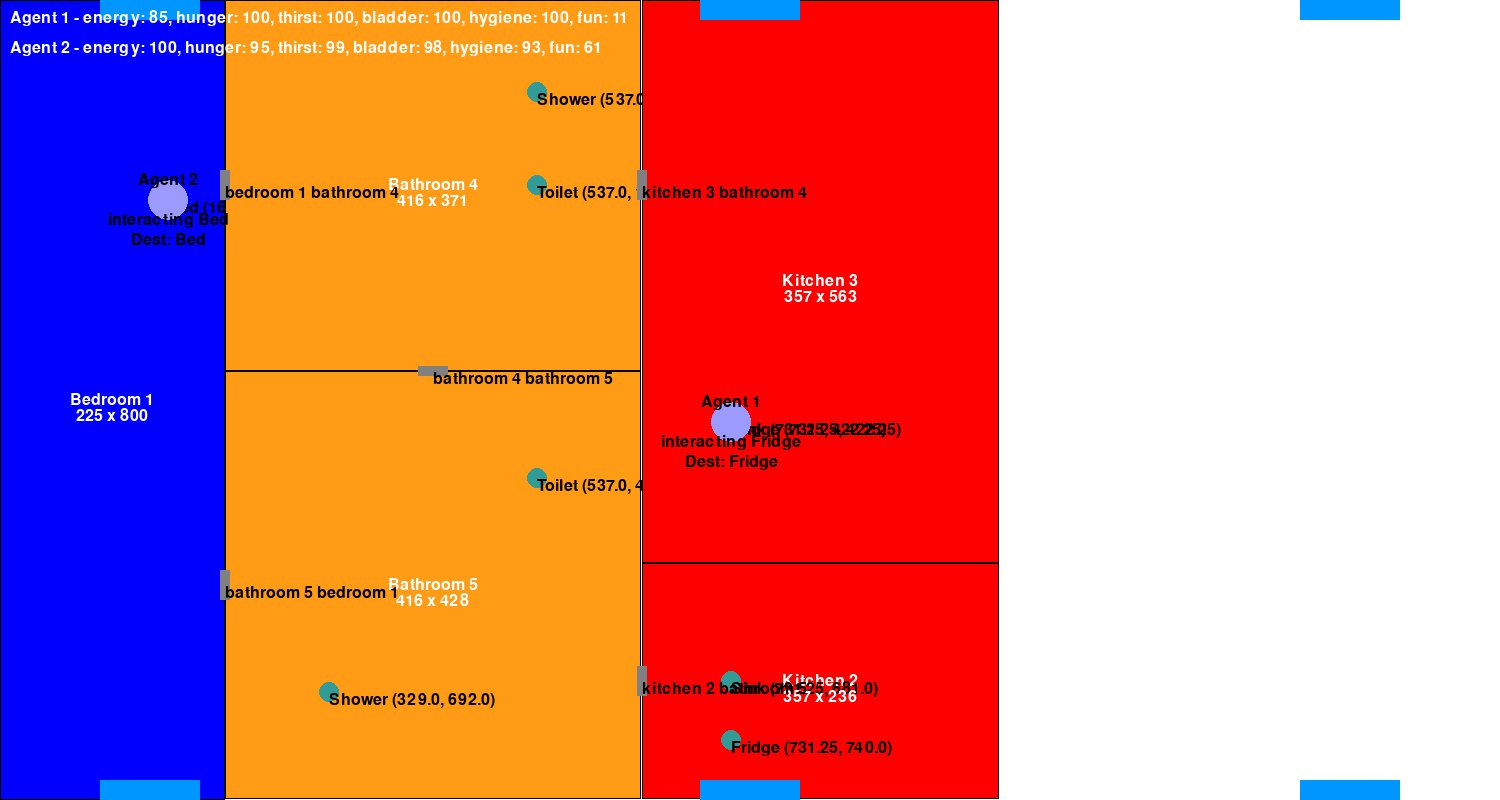 Agent 1 - energy: 85, hunger: 100, thirst: 100, bladder: 100, hygiene: 100, fun: 11
Agent 2 - energy: 100, hunger: 95, thirst: 99, bladder: 98, hygiene: 93, fun: 61
Shower (537.0
Agent 2
bedroom 1 bathroom 4
Bathroom 4
416 x 371
Toilet (537.0,
kitchen 3 bathroom 4
interacting Bed
Dest: Bed
Kitchen 3
357 x 563
bathroom 4 bathroom 5
Bedroom 1
225 x 800
Agent 1
interacting Fridge
Dest: Fridge
Toilet (537.0, 4
bathroom 5 bedroom 1
Bathroom 5
416 x 428
Shower (329.0, 692.0)
kitchen 2
Kitchen 2
357 x 236
Fridge (731.25, 740.0)